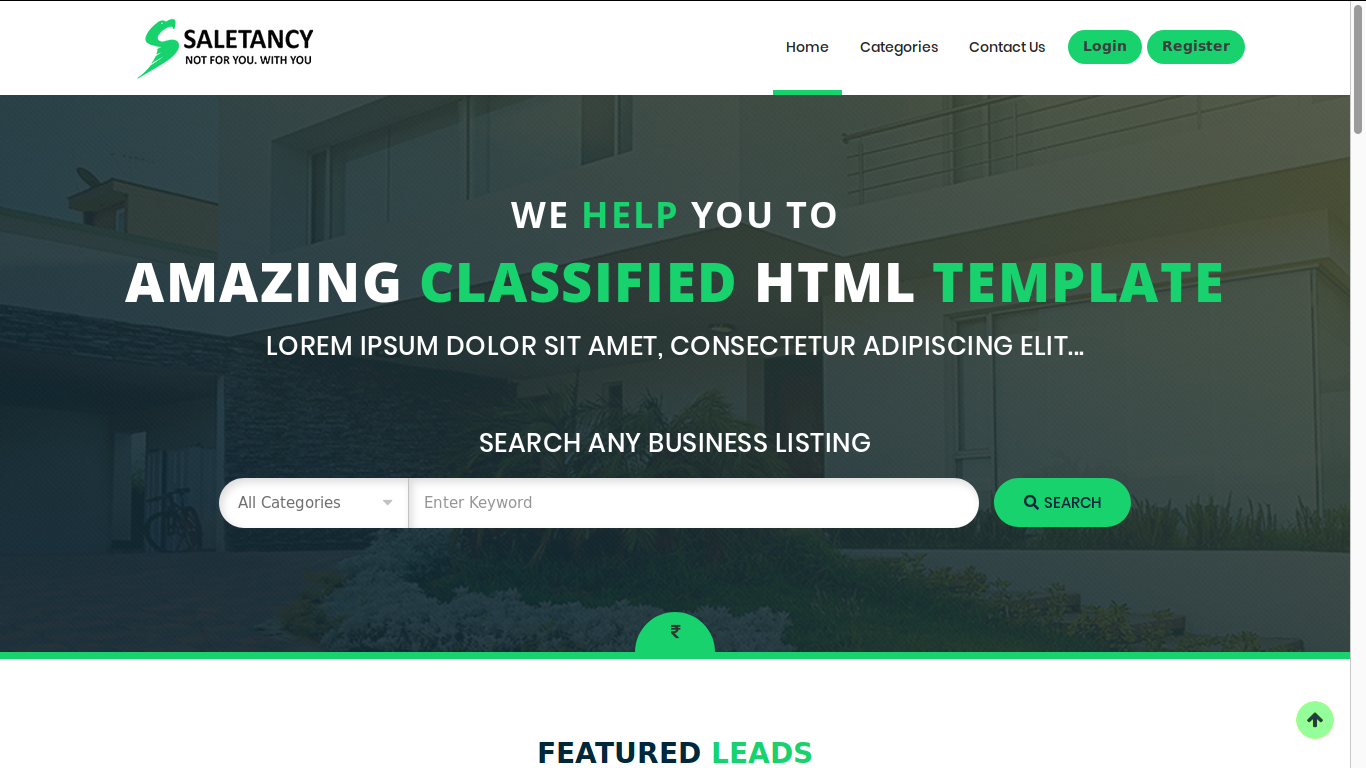 SALETANCY
NOT FOR YOU. WITH YOU
Home
Categories
Contact Us
Login
Register
WE HELP YOU TO
AMAZING CLASSIFIED HTML TEMPLATE
LOREM IPSUM DOLOR SIT AMET, CONSECTETUR ADIPISCING ELIT...
SEARCH ANY BUSINESS LISTING
All Categories
Enter Keyword
SEARCH
₹
FEATURED LEADS